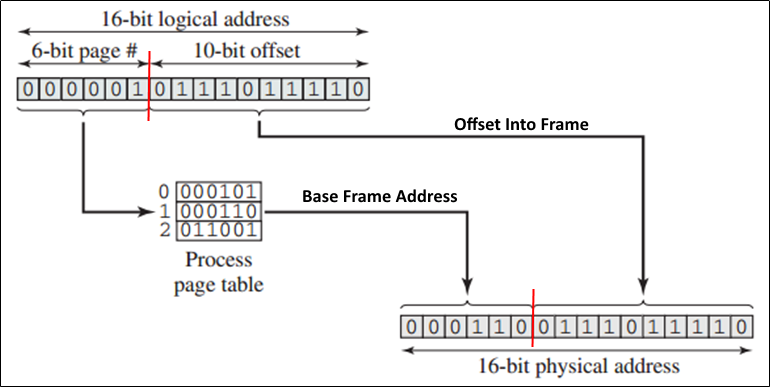 16-bit logical address
6-bit page # 10-bit offset
0 0 0 0 0 1 0 1 1 1 0 1 1 1 1 0
Offset Into Frame
0 000101
1 000110
2 011001
Base Frame Address
Process
page table
0 0 0 1 1 0 0 1 1 1 0 1 1 1 1 0
16-bit physical address